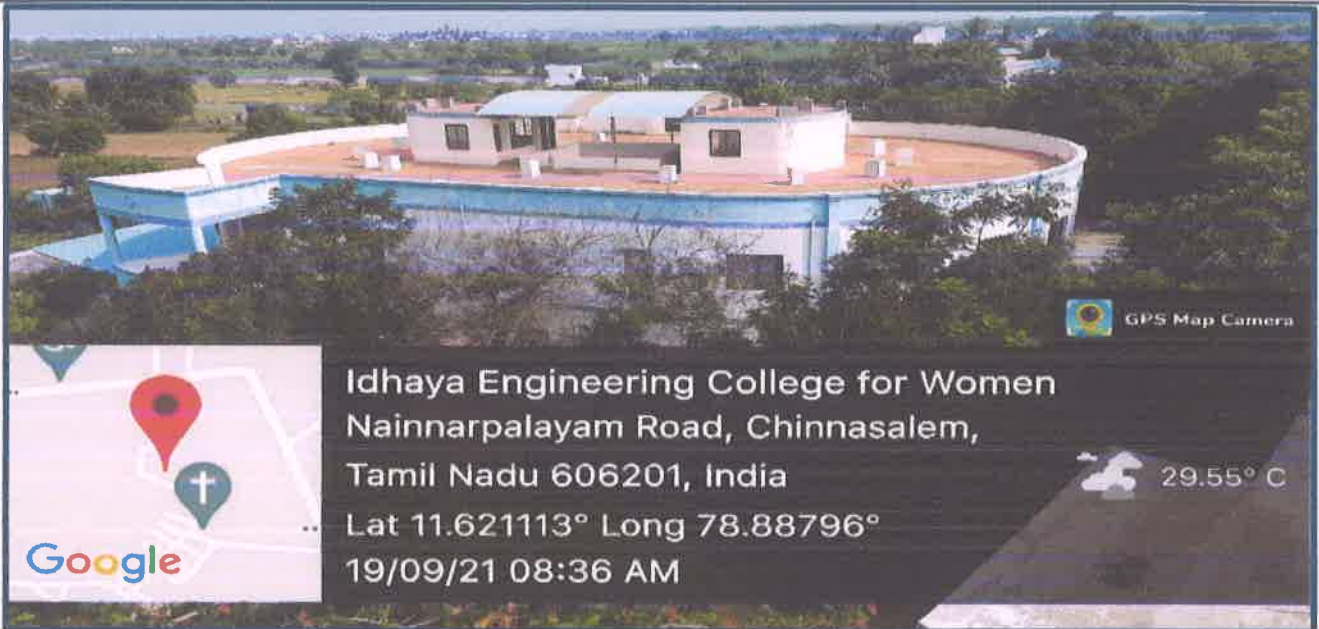 GPS Map Camera
Idhaya Engineering College for Women
Nainnarpalayam Road, Chinnasalem,
Tamil Nadu 606201, India
29.55° C
Lat 11.621113° Long 78.88796°
19/09/21 08:36 AM
Google